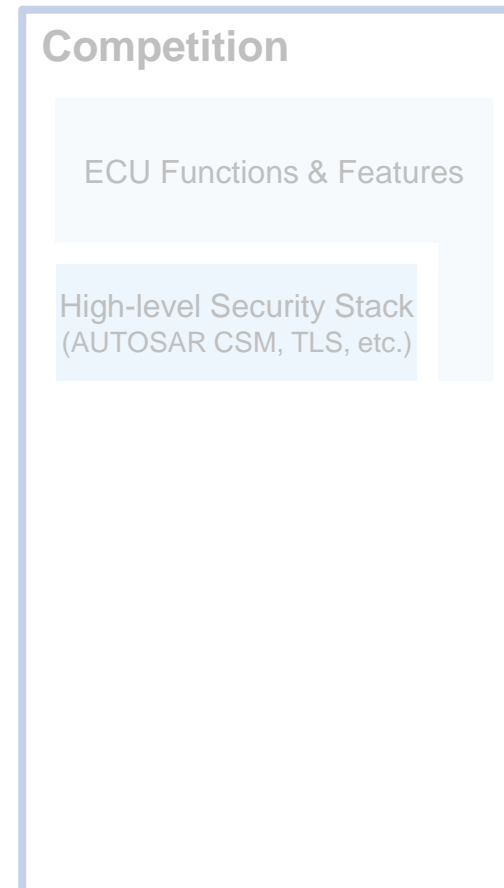 Competition
ECU Functions & Features
High-level Security Stack
(AUTOSAR CSM, TLS, etc.)